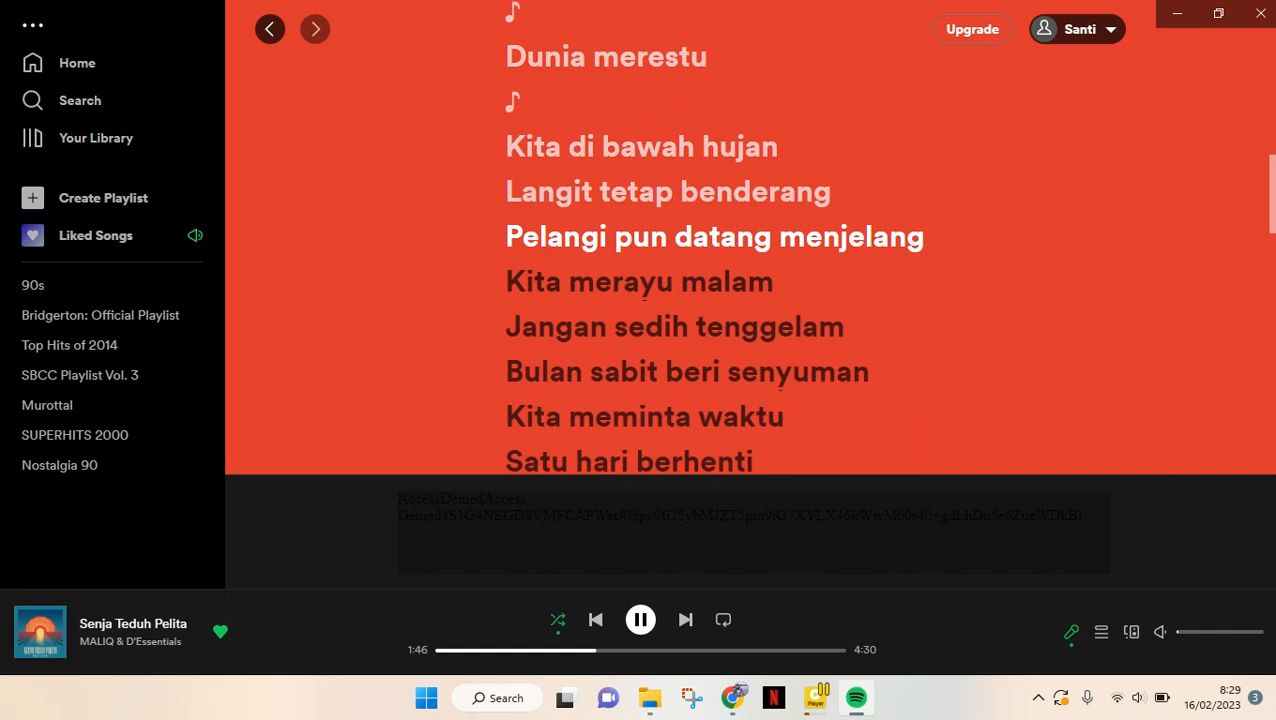 Upgrade
Santi
Home
Search
Your Library
Create Playlist
Liked Songs
90s
Bridgerton: Official Playlist
Top Hits of 2014
SBCC Playlist Vol. 3
Murottal
SUPERHITS 2000
Nostalgia 90
♪
Dunia merestu
♪
Kita di bawah hujan
Langit tetap benderang
Pelangi pun datang menjelang
Kita merayu malam
Jangan sedih tenggelam
Bulan sabit beri senyuman
Kita meminta waktu
Satu hari berhenti
AccessDeniedAccess
Senja Teduh Pelita
MALIQ & D'Essentials
1:46
4:30
Search
Player
8:29
16/02/2023
3